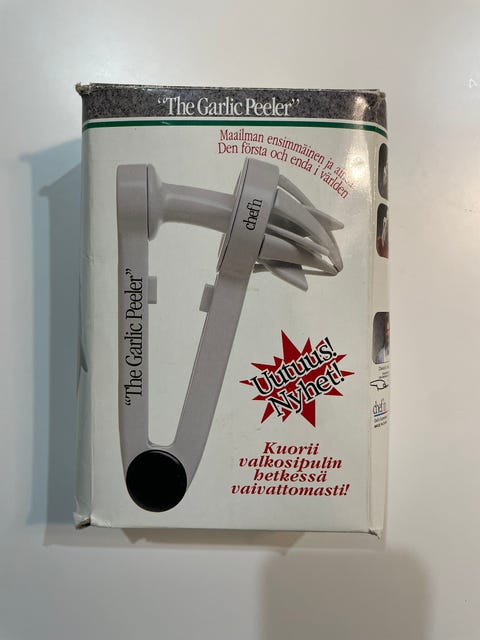 "The Garlic Peeler"
Maailman ensimmäinen ja ainoa
Den första och enda i världen
chef'n
"The Garlic Peeler"
Uutuus!
Nyhet!
Kuorii
valkosipulin
hetkessä
vaivattomasti!
chef'n